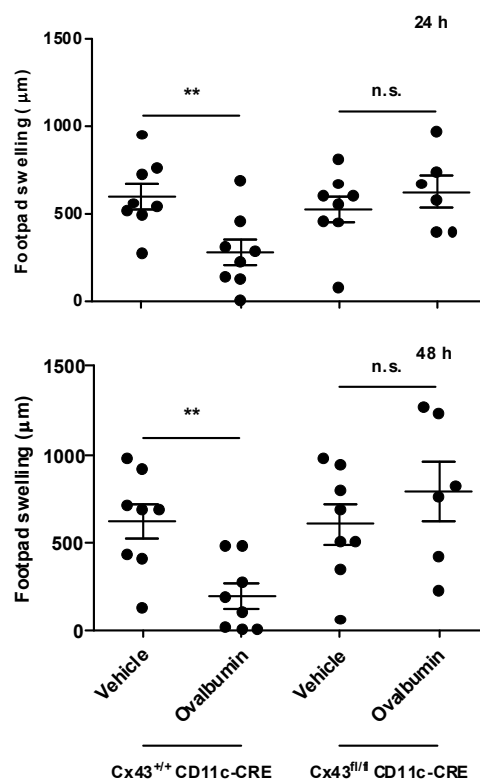 24 h
1500
1000
500
0
Footpad swelling ( µm)
**
n.s.
48 h
1500
1000
500
0
Footpad swelling (µm)
**
n.s.
Vehicle
Ovalbumin
Vehicle
Ovalbumin
Cx43+/+ CD11c-CRE
Cx43fl/fl CD11c-CRE